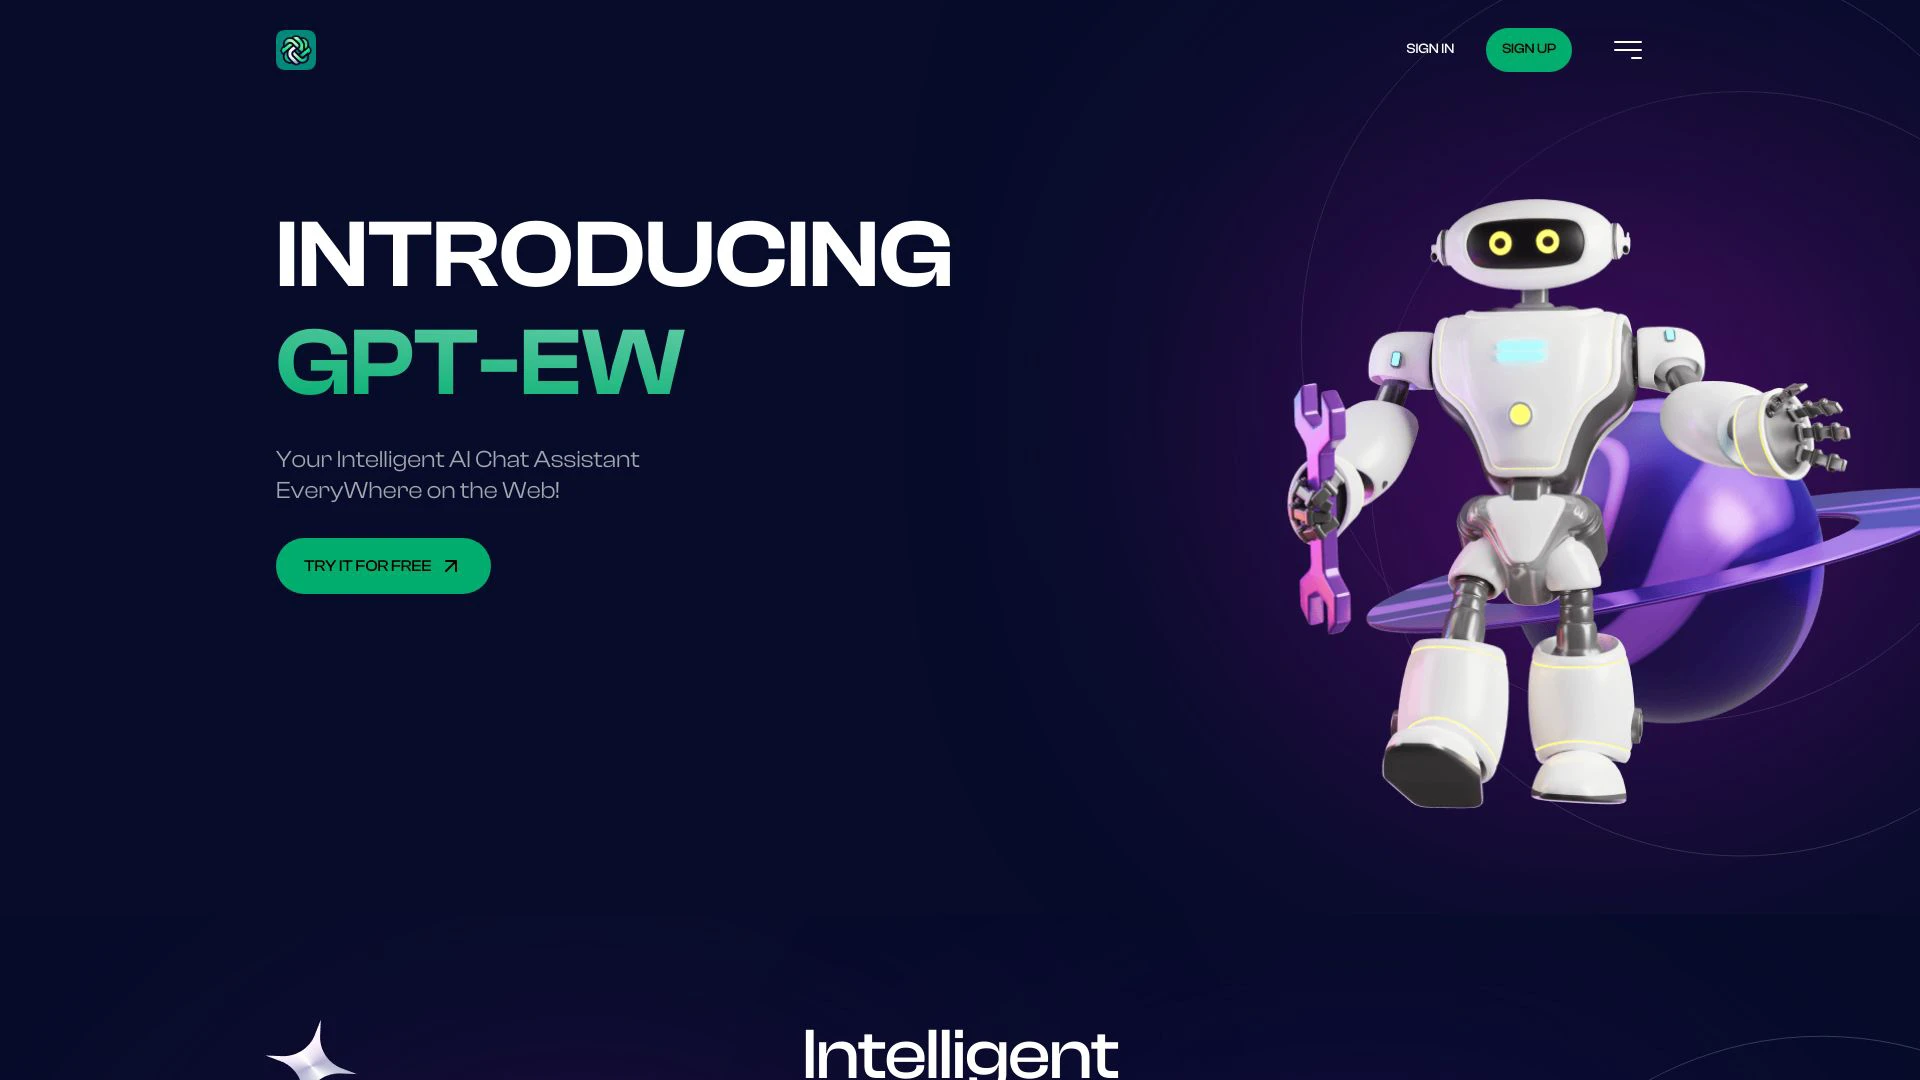 SIGN IN
SIGN UP
INTRODUCING
GPT-EW
Your Intelligent AI Chat Assistant
EveryWhere on the Web!
TRY IT FOR FREE
Intelligent